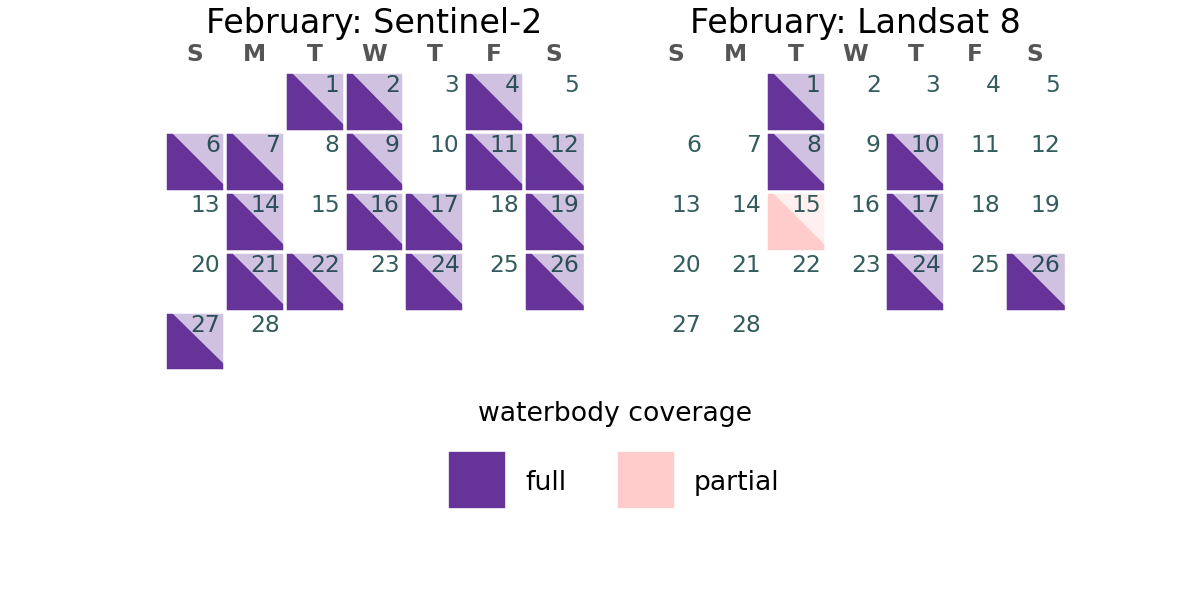 February: Sentinel-2
S M T W T F S
1 2 3 4 5
6 7 8 9 10 11 12
13 14 15 16 17 18 19
20 21 22 23 24 25 26
27 28
February: Landsat 8
S M T W T F S
1 2 3 4 5
6 7 8 9 10 11 12
13 14 15 16 17 18 19
20 21 22 23 24 25 26
27 28
waterbody coverage
full partial